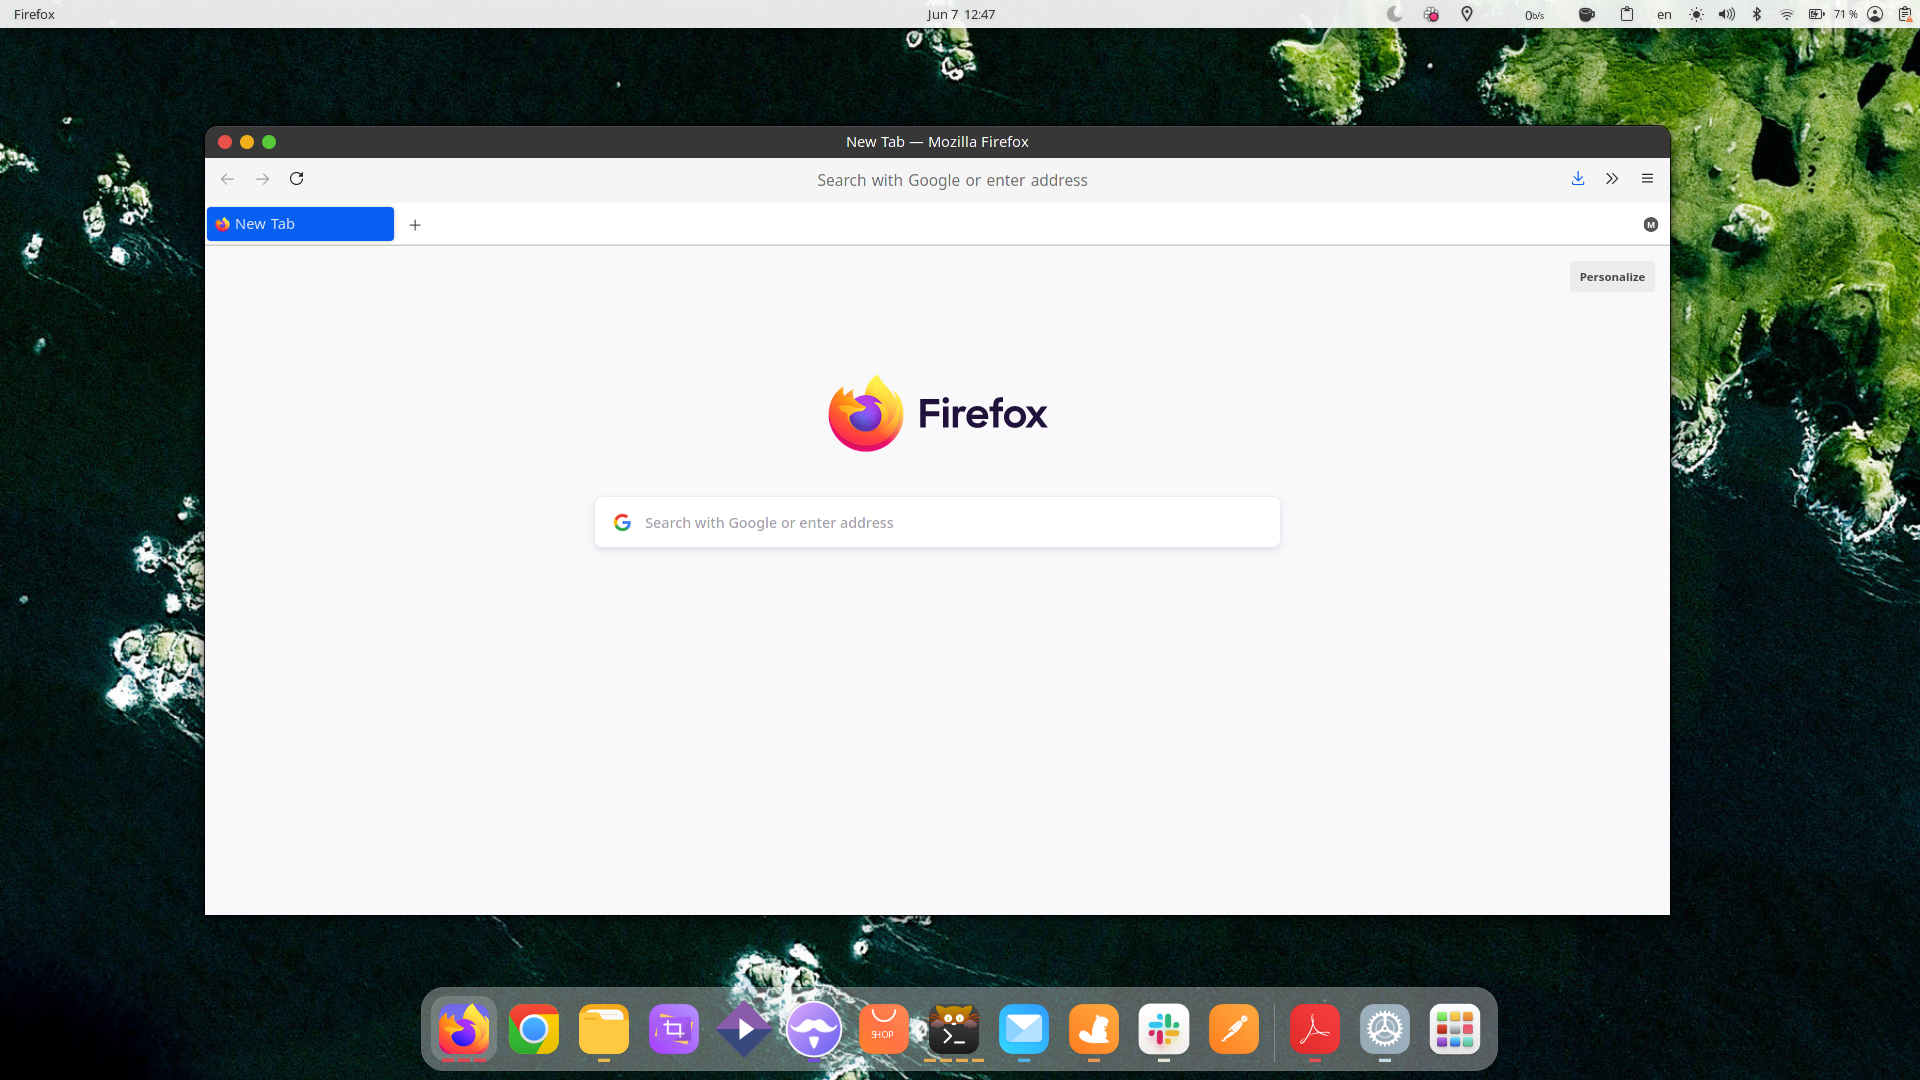 Firefox
Jun 7 12:47
0b/s
en
71 %
New Tab — Mozilla Firefox
Search with Google or enter address
New Tab
M
Personalize
Firefox
Search with Google or enter address
SHOP